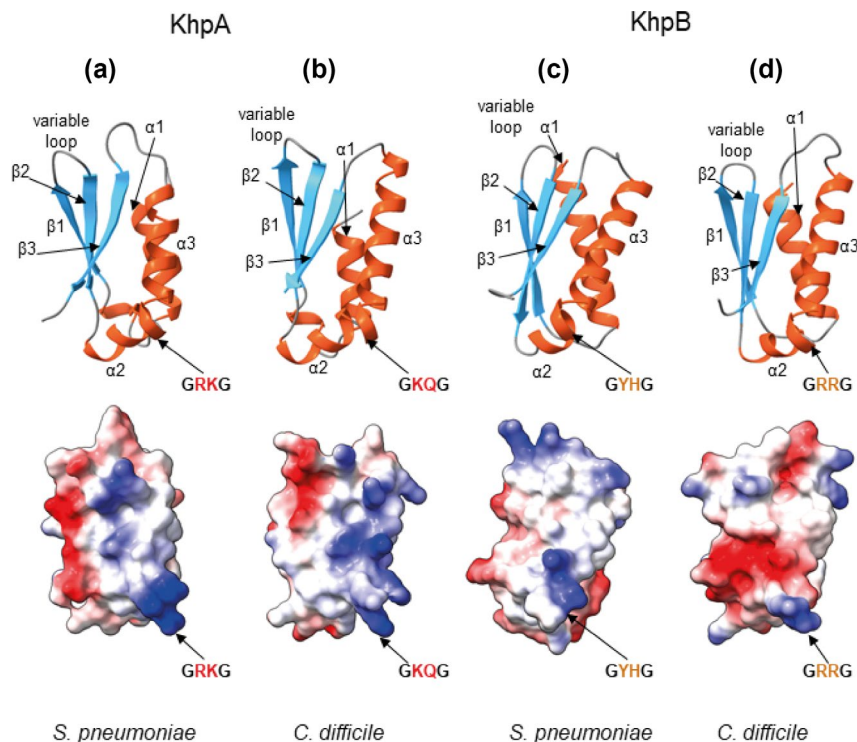 KhpA KhpB
(a) (b) (c) (d)
variable loop α1 β2 β1 β3 α3 α2 GRKG
variable loop α1 β2 β1 β3 α3 α2 GKQG
variable loop α1 β2 β1 β3 α3 α2 GYHG
variable loop α1 β2 β1 β3 α3 α2 GRRG
GRKG GKQG GYHG GRRG
S. pneumoniae C. difficile S. pneumoniae C. difficile